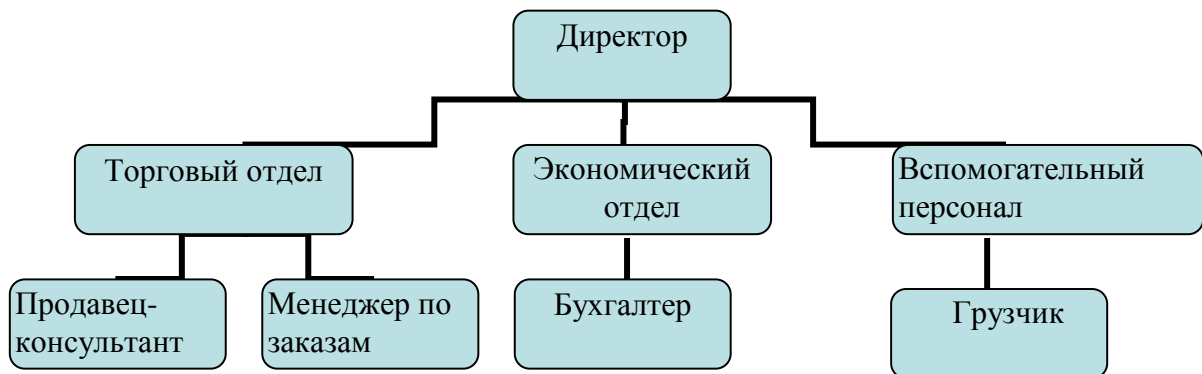 Директор
Торговый отдел
Экономический
отдел
Вспомогательный
персонал
Продавец-
консультант
Менеджер по
заказам
Бухгалтер
Грузчик